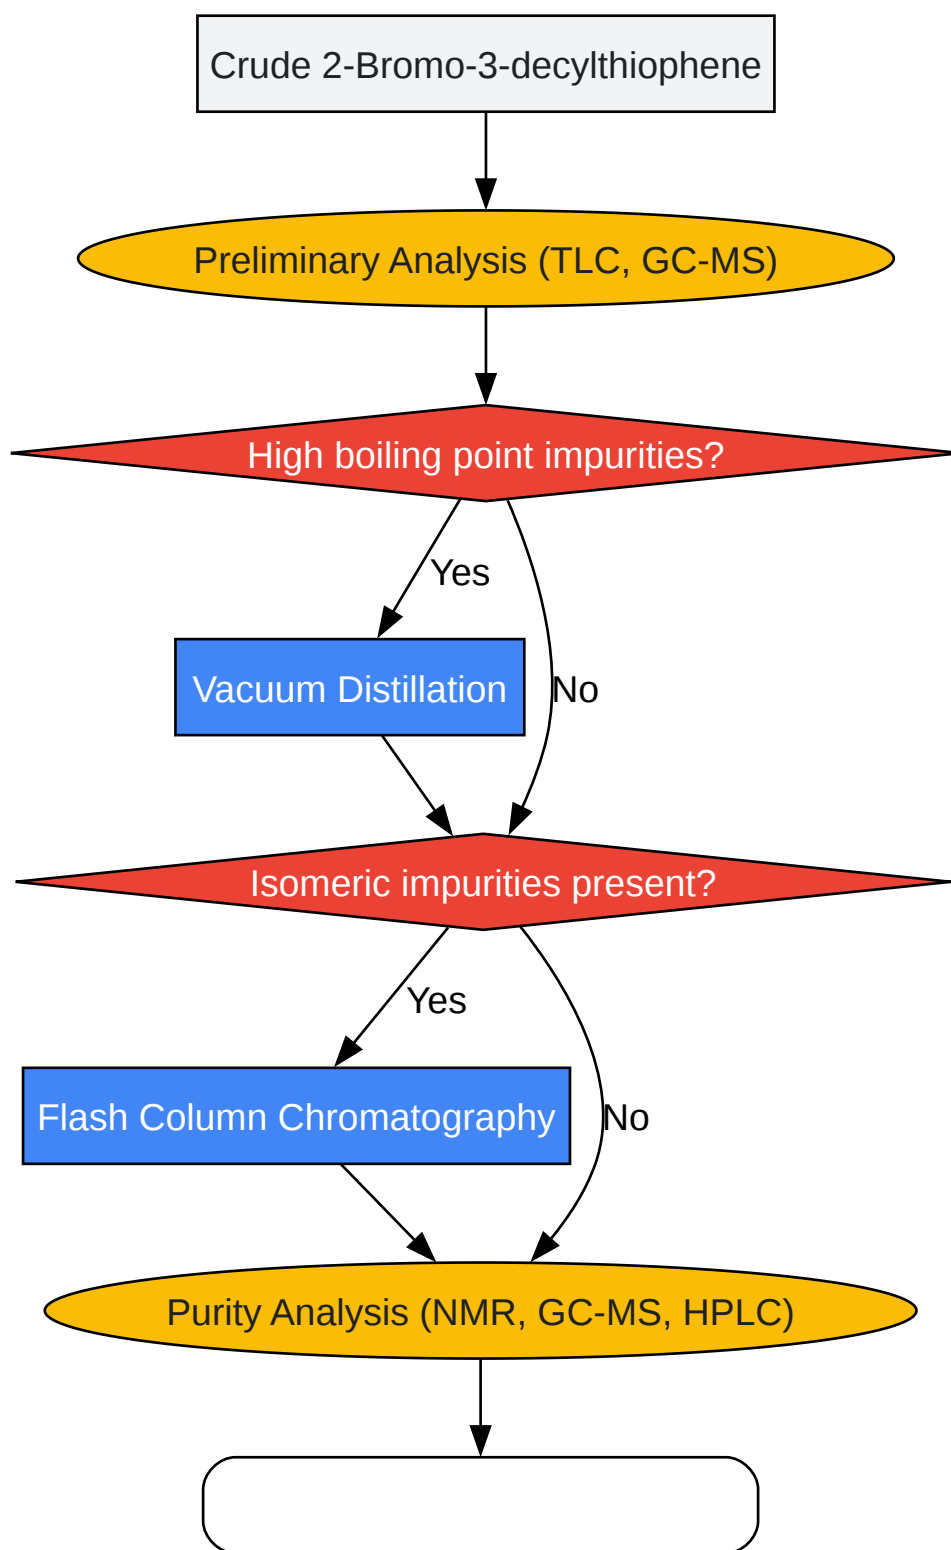 Crude 2-Bromo-3-decylthiophene
Preliminary Analysis (TLC, GC-MS)
High boiling point impurities?
Yes
Vacuum Distillation
No
Isomeric impurities present?
Yes
Flash Column Chromatography
No
Purity Analysis (NMR, GC-MS, HPLC)